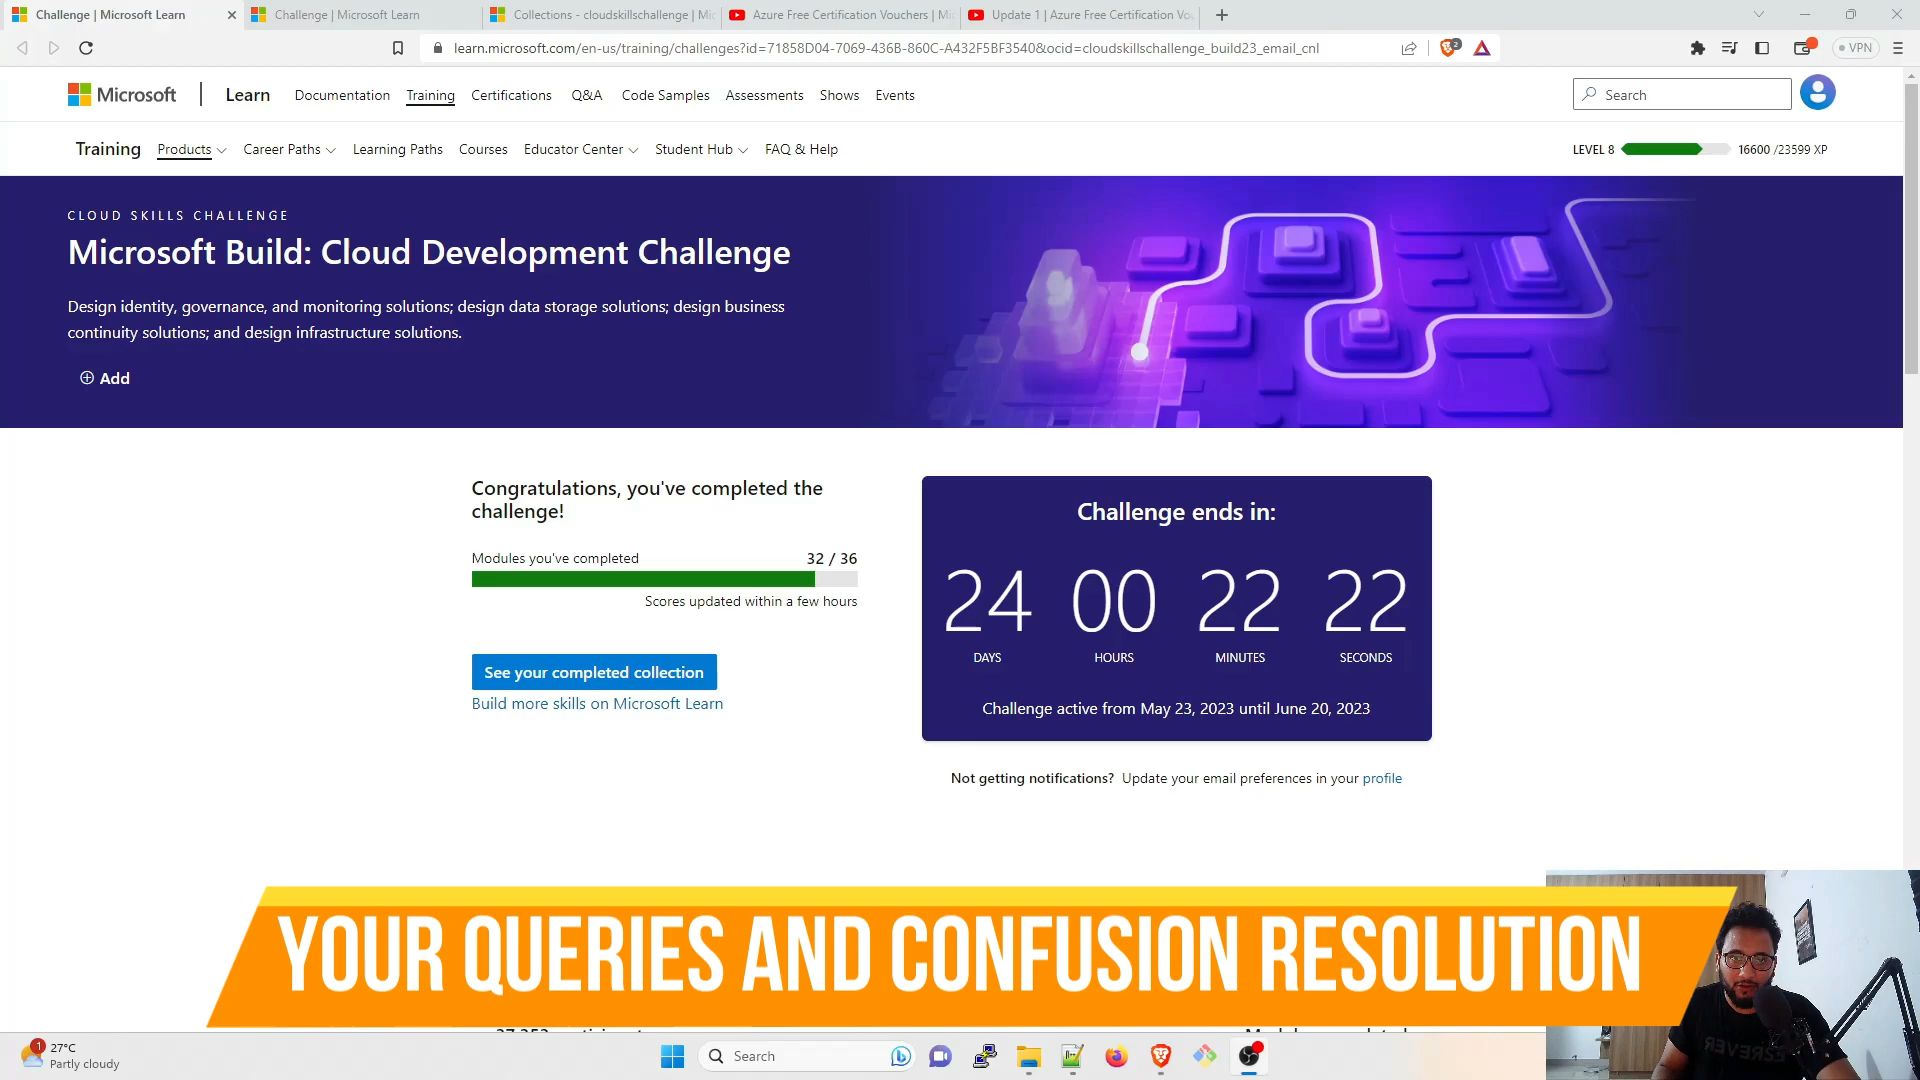 Challenge | Microsoft Learn
Challenge | Microsoft Learn
Collections - cloudskillschallenge | Mic
Azure Free Certification Vouchers | Mi
Update 1 | Azure Free Certification Vo
learn.microsoft.com/en-us/training/challenges?id=71858D04-7069-436B-860C-A432F5BF3540&ocid=cloudskillschallenge_build23_email_cnl
2
VPN
Microsoft
Learn
Documentation
Training
Certifications
Q&A
Code Samples
Assessments
Shows
Events
Search
Training
Products
Career Paths
Learning Paths
Courses
Educator Center
Student Hub
FAQ & Help
LEVEL 8
16600 /23599 XP
CLOUD SKILLS CHALLENGE
Microsoft Build: Cloud Development Challenge
Design identity, governance, and monitoring solutions; design data storage solutions; design business
continuity solutions; and design infrastructure solutions.
Add
Congratulations, you've completed the
challenge!
Modules you've completed
32 / 36
Scores updated within a few hours
See your completed collection
Build more skills on Microsoft Learn
Challenge ends in:
24 00 22 22
DAYS HOURS MINUTES SECONDS
Challenge active from May 23, 2023 until June 20, 2023
Not getting notifications? Update your email preferences in your profile
YOUR QUERIES AND CONFUSION RESOLUTION
1
27°C
Partly cloudy
Search